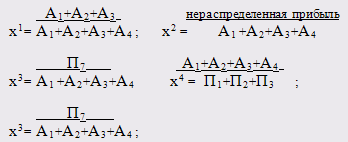 А₁+А₂+А₃ нераспределенная прибыль
x¹= А₁+А₂+А₃+А₄ ; x² = А₁ +А₂+А₃+А₄
П₇ А₁+А₂+А₃+А₄
x³= А₁ +А₂+А₃+А₄ x⁴ = П₁+П₂+П₃ ;
П₇
x³= А₁ +А₂+А₃+А₄ ;